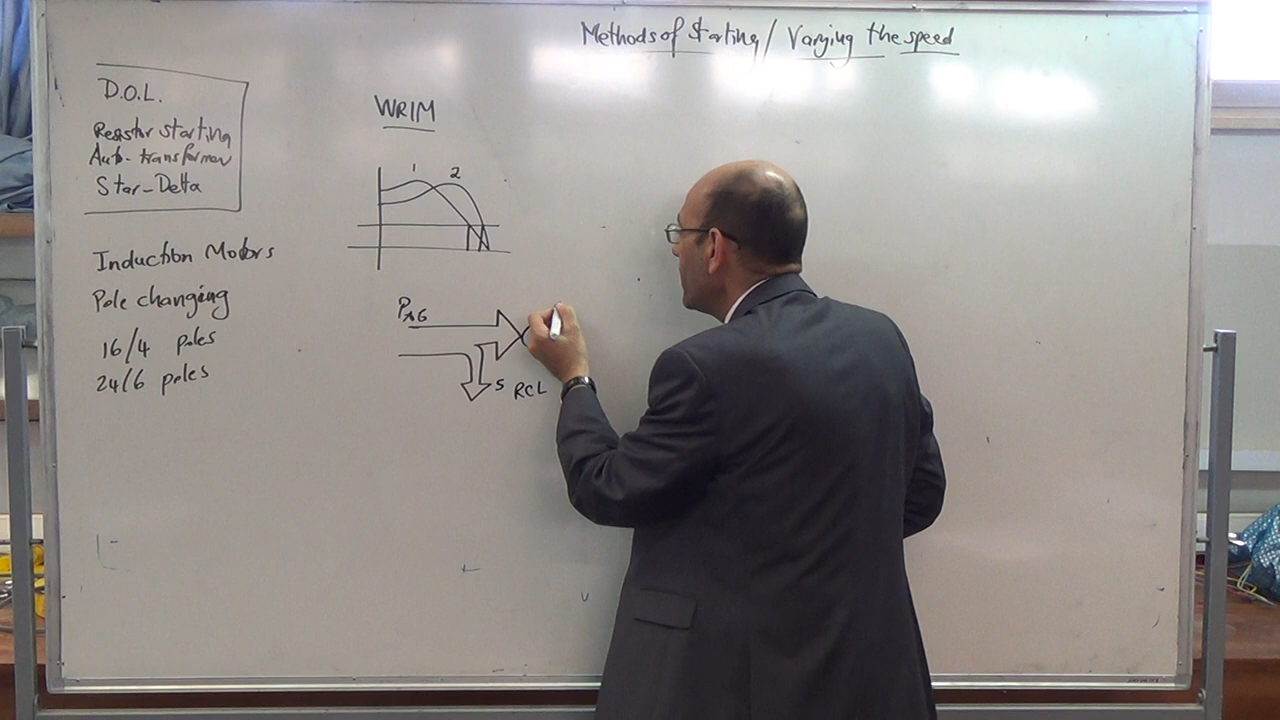 Methods of Starting / Varying the speed
D.O.L.
Resistor starting
Auto-transformer
Star-Delta
Induction Motors
Pole changing
16/4 poles
24/6 poles
WRIM
1 2
PAG
S RCL